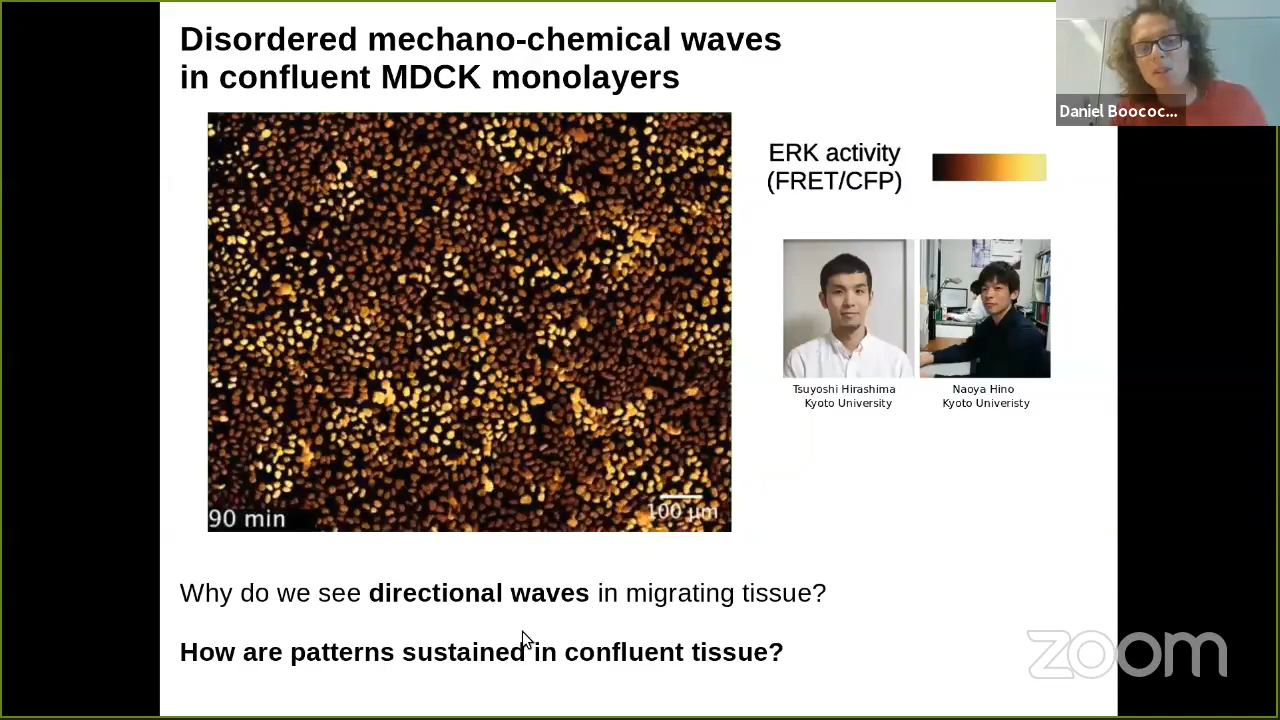 Disordered mechano-chemical waves
in confluent MDCK monolayers
Daniel Boococ...
ERK activity
(FRET/CFP)
Tsuyoshi Hirashima
Kyoto University
Naoya Hino
Kyoto Univeristy
90 min
100 μm
Why do we see directional waves in migrating tissue?
How are patterns sustained in confluent tissue?
zoom